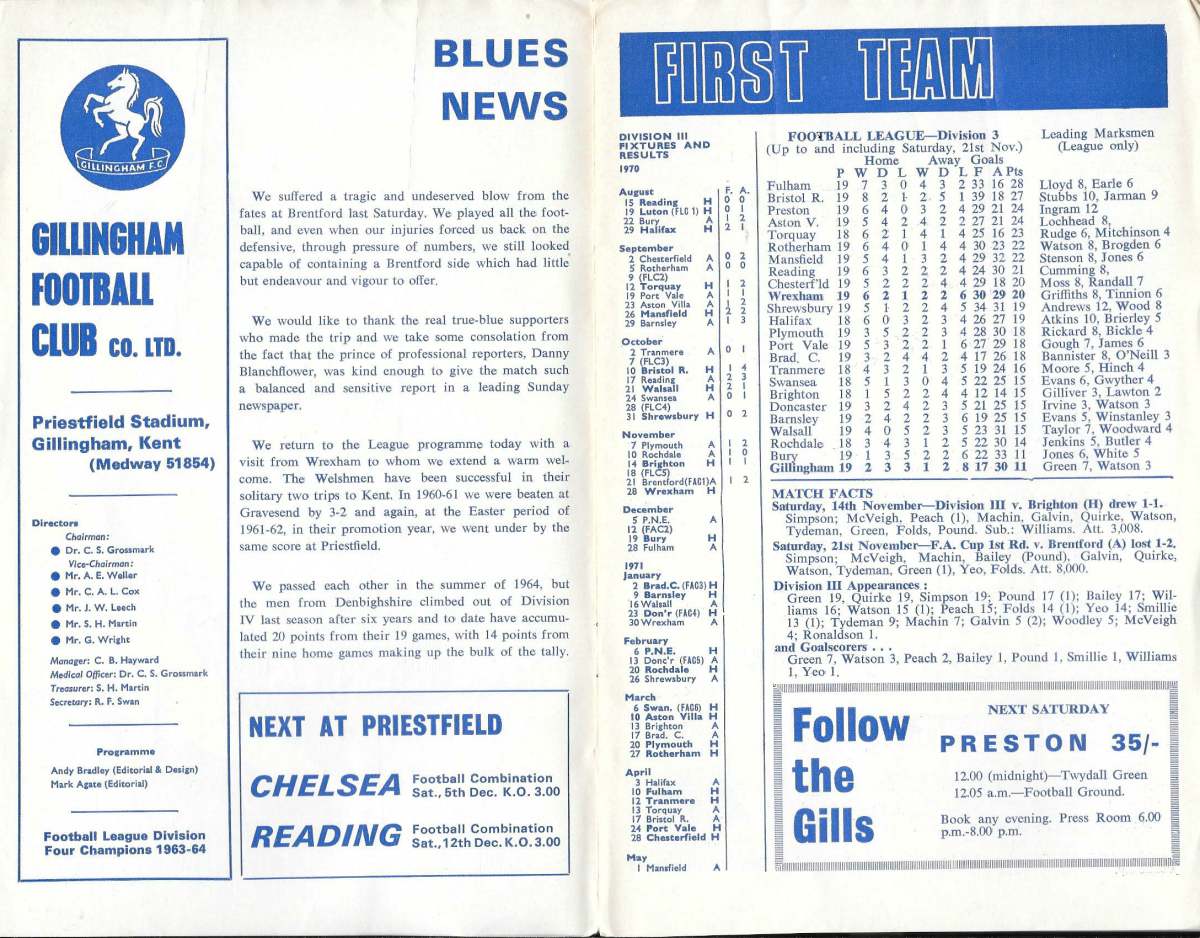 GILLINGHAM F.C.
GILLINGHAM
FOOTBALL
CLUB CO. LTD.
Priestfield Stadium,
Gillingham, Kent
(Medway 51854)
Directors
Chairman:
Dr. C. S. Grossmark
Vice-Chairman:
Mr. A. E. Weller
Mr. C. A. L. Cox
Mr. J. W. Leech
Mr. S. H. Martin
Mr. G. Wright
Manager: C. B. Hayward
Medical Officer: Dr. C. S. Grossmark
Treasurer: S. H. Martin
Secretary: R. F. Swan
Programme
Andy Bradley (Editorial & Design)
Mark Agate (Editorial)
Football League Division
Four Champions 1963-64
BLUES
NEWS
We suffered a tragic and undeserved blow from the
fates at Brentford last Saturday. We played all the foot-
ball, and even when our injuries forced us back on the
defensive, through pressure of numbers, we still looked
capable of containing a Brentford side which had little
but endeavour and vigour to offer.
We would like to thank the real true-blue supporters
who made the trip and we take some consolation from
the fact that the prince of professional reporters, Danny
Blanchflower, was kind enough to give the match such
a balanced and sensitive report in a leading Sunday
newspaper.
We return to the League programme today with a
visit from Wrexham to whom we extend a warm wel-
come. The Welshmen have been successful in their
solitary two trips to Kent. In 1960-61 we were beaten at
Gravesend by 3-2 and again, at the Easter period of
1961-62, in their promotion year, we went under by the
same score at Priestfield.
We passed each other in the summer of 1964, but
the men from Denbighshire climbed out of Division
IV last season after six years and to date have accumu-
lated 20 points from their 19 games, with 14 points from
their nine home games making up the bulk of the tally.
NEXT AT PRIESTFIELD
CHELSEA Football Combination
Sat., 5th Dec. K.O. 3.00
READING Football Combination
Sat., 12th Dec. K.O. 3.00
FIRST TEAM
DIVISION III
FIXTURES AND
RESULTS
1970
August F. A.
15 Reading H 0 0
19 Luton (FLC 1) H 0 1
22 Bury A 1 2
29 Halifax H 2 1
September
2 Chesterfield A 0 2
5 Rotherham A 0 0
9 (FLC2)
12 Torquay H 1 2
19 Port Vale A 1 1
23 Aston Villa A 1 2
26 Mansfield H 2 2
29 Barnsley A 1 3
October
2 Tranmere A 0 1
7 (FLC3)
10 Bristol R. H 1 4
17 Reading A 2 3
21 Walsall H 2 1
24 Swansea A 0 1
28 (FLC4)
31 Shrewsbury H 0 2
November
7 Plymouth A 1 2
10 Rochdale A 1 0
14 Brighton H 1 1
18 (FLC5)
21 Brentford(FAC1)A 1 2
28 Wrexham H
December
5 P.N.E. A
12 (FAC2)
19 Bury H
28 Fulham A
1971
January
2 Brad.C. (FAC3) H
9 Barnsley H
16 Walsall A
23 Don'r (FAC4) H
30 Wrexham A
February
6 P.N.E. H
13 Donc'r (FAC5) A
20 Rochdale H
26 Shrewsbury A
March
6 Swan. (FAC6) H
10 Aston Villa H
13 Brighton A
17 Brad. C. A
20 Plymouth H
27 Rotherham H
April
3 Halifax A
10 Fulham H
12 Tranmere H
13 Torquay A
17 Bristol R. A
24 Port Vale H
28 Chesterfield H
May
1 Mansfield A
FOOTBALL LEAGUE—Division 3
(Up to and including Saturday, 21st Nov.)
Leading Marksmen
(League only)
Home Away Goals
P W D L W D L F A Pts
Fulham 19 7 3 0 4 3 2 33 16 28 Lloyd 8, Earle 6
Bristol R. 19 8 2 1 2 5 1 39 18 27 Stubbs 10, Jarman 9
Preston 19 6 4 0 3 2 4 29 21 24 Ingram 12
Aston V. 19 5 4 2 4 2 2 27 21 24 Lochhead 8,
Torquay 18 6 2 1 4 1 4 25 16 23 Rudge 6, Mitchinson 4
Rotherham 19 6 4 0 1 4 4 30 23 22 Watson 8, Brogden 6
Mansfield 19 5 4 1 3 2 4 29 32 22 Stenson 8, Jones 6
Reading 19 6 3 2 2 2 4 24 30 21 Cumming 8,
Chesterf'ld 19 5 2 2 2 4 4 29 18 20 Moss 8, Randall 7
Wrexham 19 6 2 1 2 2 6 30 29 20 Griffiths 8, Tinnion 6
Shrewsbury 19 5 1 2 2 4 5 34 31 19 Andrews 12, Wood 8
Halifax 18 6 0 3 2 3 4 26 27 19 Atkins 10, Brierley 5
Plymouth 19 3 5 2 2 3 4 28 30 18 Rickard 8, Bickle 4
Port Vale 19 5 3 2 2 1 6 27 29 18 Gough 7, James 6
Brad. C. 19 3 2 4 4 2 4 17 26 18 Bannister 8, O'Neill 3
Tranmere 18 4 3 2 1 3 5 19 24 16 Moore 5, Hinch 4
Swansea 18 5 1 3 0 4 5 22 25 15 Evans 6, Gwyther 4
Brighton 18 1 5 2 2 4 4 12 14 15 Gilliver 3, Lawton 2
Doncaster 19 3 2 4 2 3 5 21 25 15 Irvine 3, Watson 3
Barnsley 19 2 4 2 2 3 6 19 25 15 Evans 5, Winstanley 3
Walsall 19 4 0 5 2 3 5 23 31 15 Taylor 7, Woodward 4
Rochdale 18 3 4 3 1 2 5 22 30 14 Jenkins 5, Butler 4
Bury 19 1 3 5 2 2 6 22 33 11 Jones 6, White 5
Gillingham 19 2 3 3 1 2 8 17 30 11 Green 7, Watson 3
MATCH FACTS
Saturday, 14th November—Division III v. Brighton (H) drew 1-1.
Simpson; McVeigh, Peach (1), Machin, Galvin, Quirke, Watson,
Tydeman, Green, Folds, Pound. Sub.: Williams. Att. 3,008.
Saturday, 21st November—F.A. Cup 1st Rd. v. Brentford (A) lost 1-2.
Simpson; McVeigh, Machin, Bailey (Pound), Galvin, Quirke,
Watson, Tydeman, Green (1), Yeo, Folds. Att. 8,000.
Division III Appearances :
Green 19, Quirke 19, Simpson 19; Pound 17 (1); Bailey 17; Wil-
liams 16; Watson 15 (1); Peach 15; Folds 14 (1); Yeo 14; Smillie
13 (1); Tydeman 9; Machin 7; Galvin 5 (2); Woodley 5; McVeigh
4; Ronaldson 1.
and Goalscorers . . .
Green 7, Watson 3, Peach 2, Bailey 1, Pound 1, Smillie 1, Williams
1, Yeo 1.
Follow
the
Gills
NEXT SATURDAY
PRESTON 35/-
12.00 (midnight)—Twydall Green
12.05 a.m.—Football Ground.
Book any evening. Press Room 6.00
p.m.-8.00 p.m.